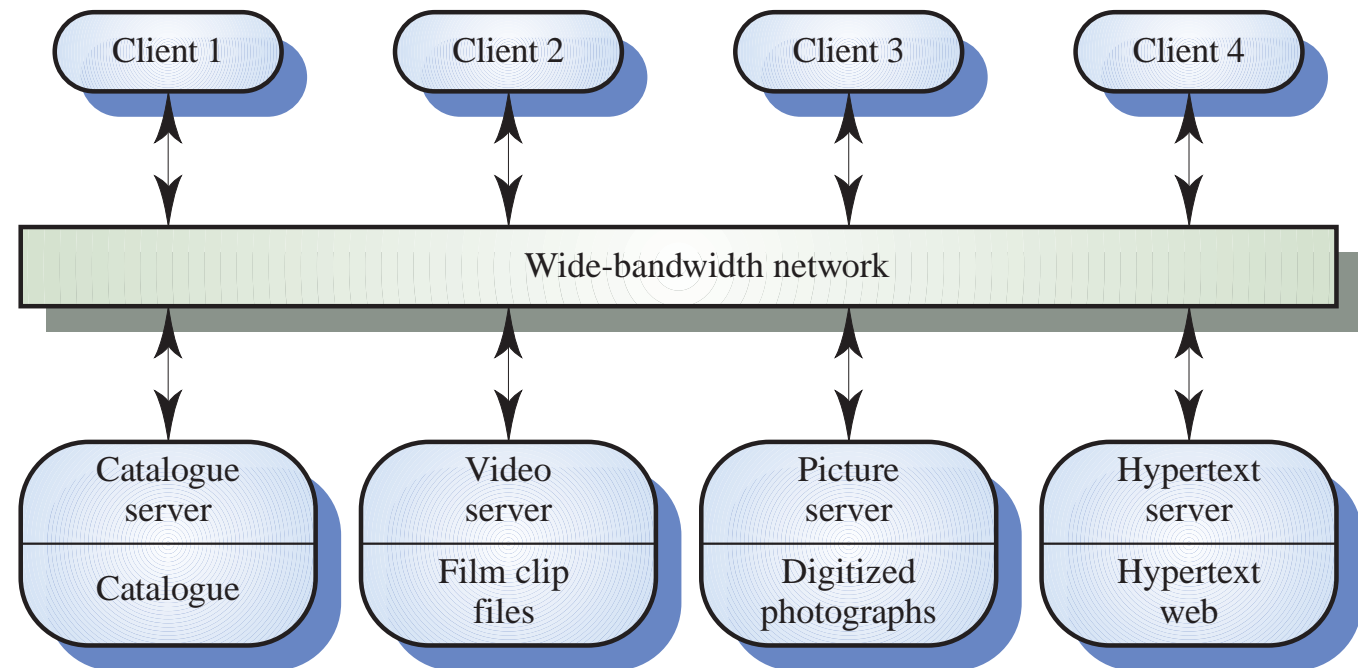 Client 1
Client 2
Client 3
Client 4
Wide-bandwidth network
Catalogue
server
Catalogue
Video
server
Film clip
files
Picture
server
Digitized
photographs
Hypertext
server
Hypertext
web